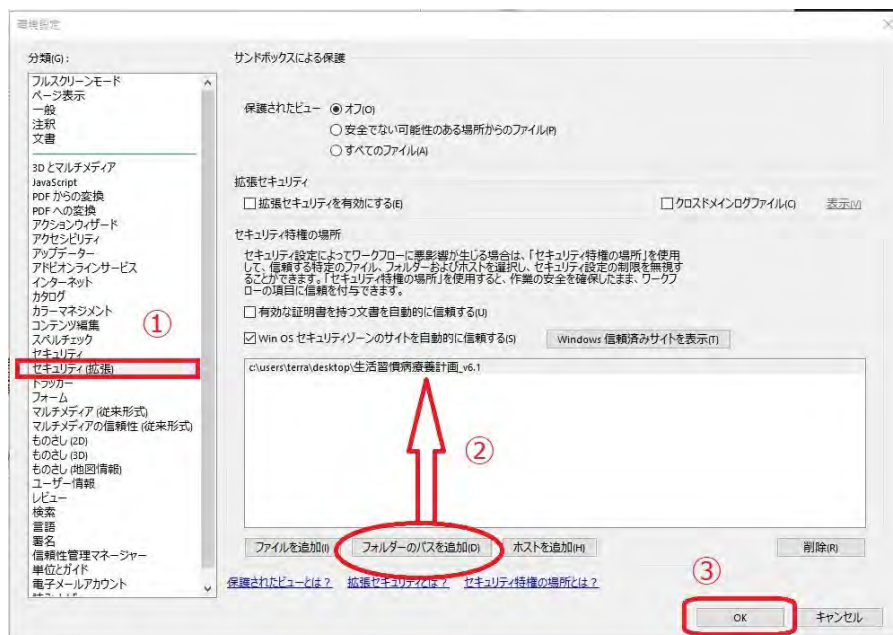 環境設定
分類(G):
フルスクリーンモード
ページ表示
一般
注釈
文書
3D とマルチメディア
JavaScript
PDF からの変換
PDF への変換
アクションウィザード
アクセシビリティ
アップデーター
アドビオンラインサービス
インターネット
カタログ
カラーマネジメント
コンテンツ編集
スペルチェック
セキュリティ
セキュリティ (拡張)
トラッカー
フォーム
マルチメディア (従来形式)
マルチメディアの信頼性 (従来形式)
ものさし (2D)
ものさし (3D)
ものさし (地図情報)
ユーザー情報
レビュー
検索
言語
署名
信頼性管理マネージャー
単位とガイド
電子メールアカウント
①
サンドボックスによる保護
保護されたビュー オフ(O)
安全でない可能性のある場所からのファイル(P)
すべてのファイル(A)
拡張セキュリティ
拡張セキュリティを有効にする(E) クロスドメインログファイル(C) 表示(V)
セキュリティ特権の場所
セキュリティ設定によってワークフローに悪影響が生じる場合は、「セキュリティ特権の場所」を使用
して、信頼する特定のファイル、フォルダーおよびホストを選択し、セキュリティ設定の制限を無視す
ることができます。「セキュリティ特権の場所」を使用すると、作業の安全を確保したまま、ワークフ
ローの項目に信頼を付与できます。
有効な証明書を持つ文書を自動的に信頼する(U)
Win OS セキュリティゾーンのサイトを自動的に信頼する(S) Windows 信頼済みサイトを表示(T)
c:\users\terra\desktop\生活習慣病療養計画_v6.1
②
ファイルを追加(I) フォルダーのパスを追加(D) ホストを追加(H) 削除(R)
保護されたビューとは? 拡張セキュリティとは? セキュリティ特権の場所とは?
③
OK キャンセル